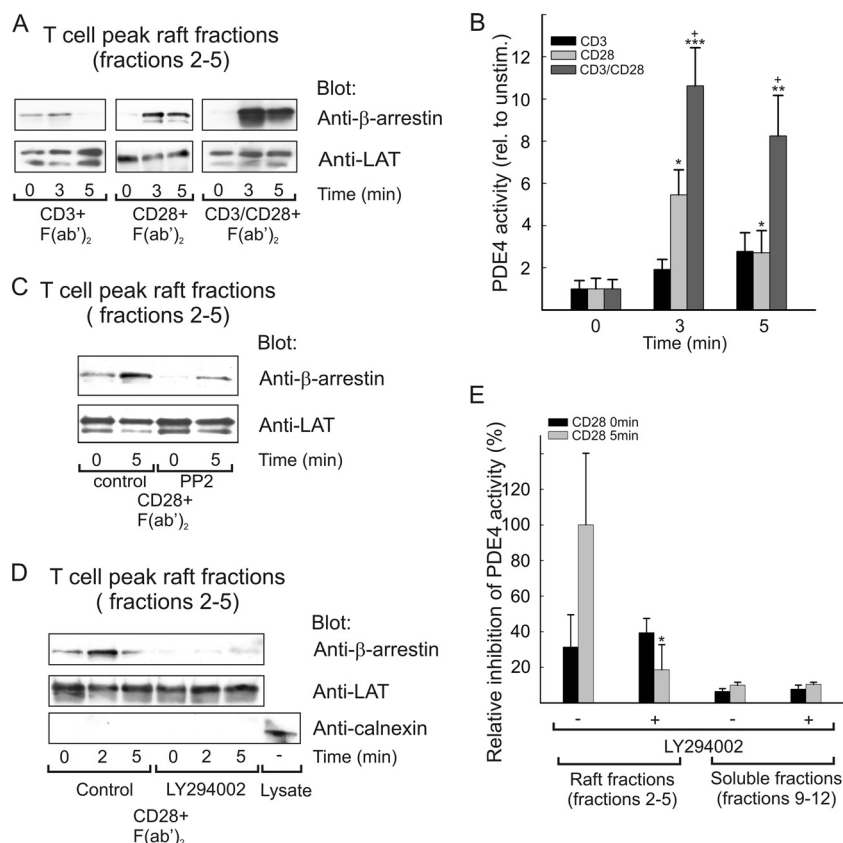 A
T cell peak raft fractions
(fractions 2-5)
Blot:
Anti-β-arrestin
Anti-LAT
0 3 5 0 3 5 0 3 5 Time (min)
CD3+ CD28+ CD3/CD28+
F(ab')₂ F(ab')₂ F(ab')₂
B
PDE4 activity (rel. to unstim.)
CD3
CD28
CD3/CD28
14
12
10
8
6
4
2
*
+
***
*
+
**
0 3 5
Time (min)
C
T cell peak raft fractions
( fractions 2-5)
Blot:
Anti-β-arrestin
Anti-LAT
0 5 0 5 Time (min)
control PP2
CD28+
F(ab')₂
D
T cell peak raft fractions
( fractions 2-5)
Blot:
Anti-β-arrestin
Anti-LAT
Anti-calnexin
0 2 5 0 2 5 - Time (min)
Control LY294002 Lysate
CD28+
F(ab')₂
E
Relative inhibition of PDE4 activity (%)
CD28 0min
CD28 5min
120
100
80
60
40
20
*
- + - +
LY294002
Raft fractions Soluble fractions
(fractions 2-5) (fractions 9-12)